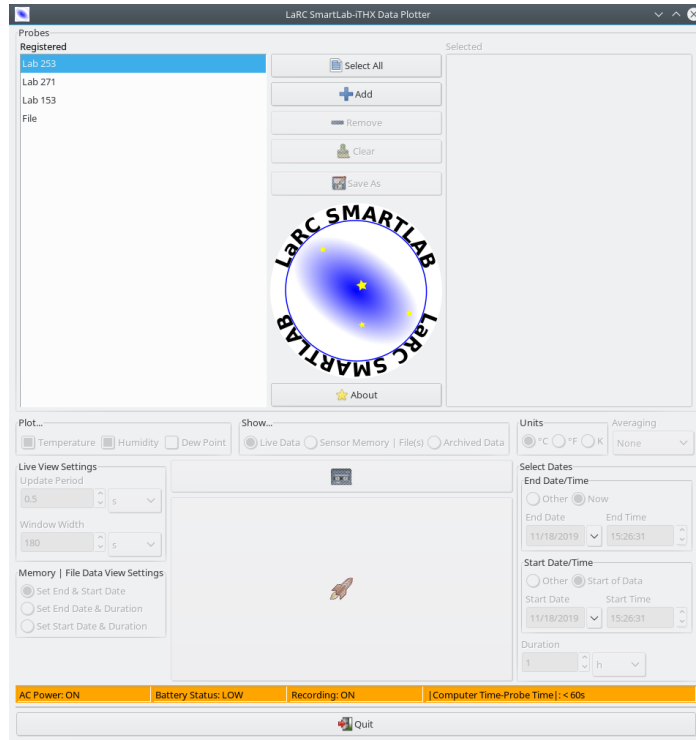 LaRC SmartLab-iTHX Data Plotter
Probes
Registered
Selected
Lab 253
Lab 271
Lab 153
File
Select All
Add
Remove
Clear
Save As
LaRC SMARTLAB
LaRC SMARTLAB
About
Plot...
Temperature Humidity Dew Point
Show...
Live Data Sensor Memory | File(s) Archived Data
Units
°C °F K
Averaging
None
Live View Settings
Update Period
0.5 s
Window Width
180 s
Memory | File Data View Settings
Set End & Start Date
Set End Date & Duration
Set Start Date & Duration
Select Dates
End Date/Time
Other Now
End Date End Time
11/18/2019 15:26:31
Start Date/Time
Other Start of Data
Start Date Start Time
11/18/2019 15:26:31
Duration
1 h
AC Power: ON Battery Status: LOW Recording: ON |Computer Time-Probe Time|: < 60s
Quit